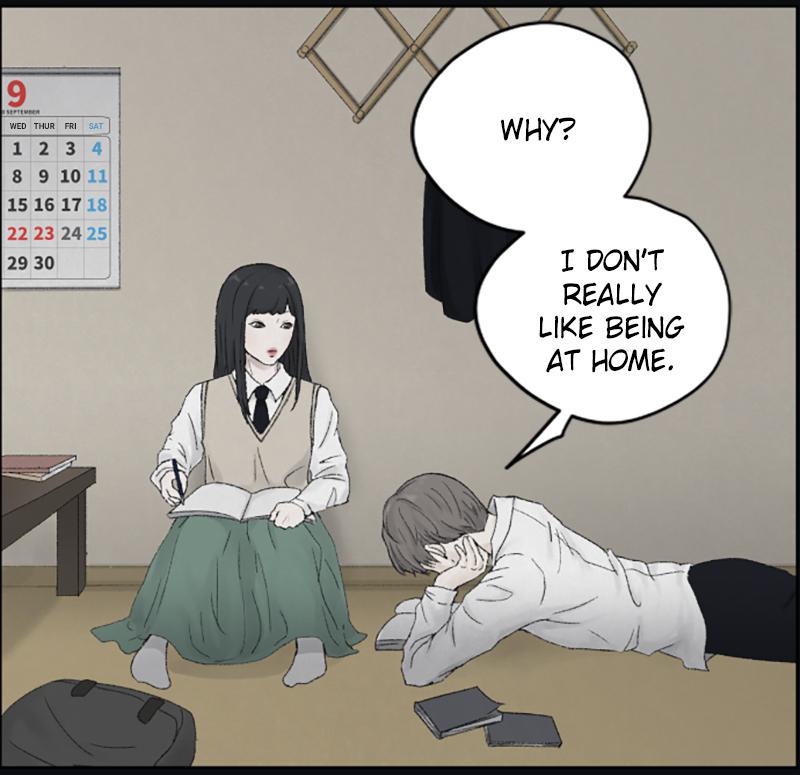 9
SEPTEMBER
WED THUR FRI SAT
1 2 3 4
8 9 10 11
15 16 17 18
22 23 24 25
29 30
WHY?
I DON'T
REALLY
LIKE BEING
AT HOME.